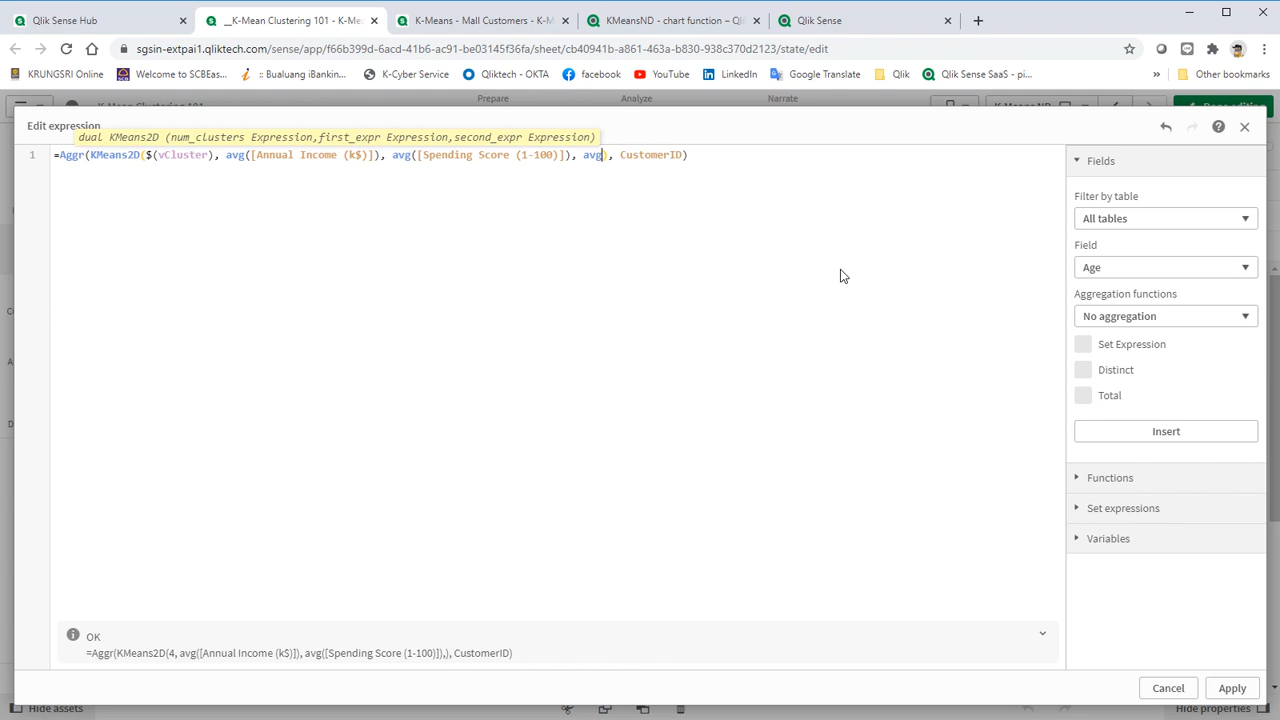 Qlik Sense Hub
__K-Mean Clustering 101 - K-Me
K-Means - Mall Customers - K-M
KMeansND - chart function – Qli
Qlik Sense
sgsin-extpai1.qliktech.com/sense/app/f66b399d-6acd-41b6-ac91-be03145f36fa/sheet/cb40941b-a861-463a-b830-938c370d2123/state/edit
KRUNGSRI Online
Welcome to SCBEas...
:: Bualuang iBankin...
K-Cyber Service
Qliktech - OKTA
facebook
YouTube
LinkedIn
Google Translate
Qlik
Qlik Sense SaaS - pi...
»
Other bookmarks
Prepare
Analyze
Narrate
K-Mean Clustering 101
Edit expression
dual KMeans2D (num_clusters Expression,first_expr Expression,second_expr Expression)
1 =Aggr(KMeans2D($(vCluster), avg([Annual Income (k$)]), avg([Spending Score (1-100)]), avg), CustomerID)
Fields
Filter by table
All tables
Field
Age
Aggregation functions
No aggregation
Set Expression
Distinct
Total
Insert
Functions
Set expressions
Variables
OK
=Aggr(KMeans2D(4, avg([Annual Income (k$)]), avg([Spending Score (1-100)]),), CustomerID)
Cancel
Apply
Hide assets
Hide properties